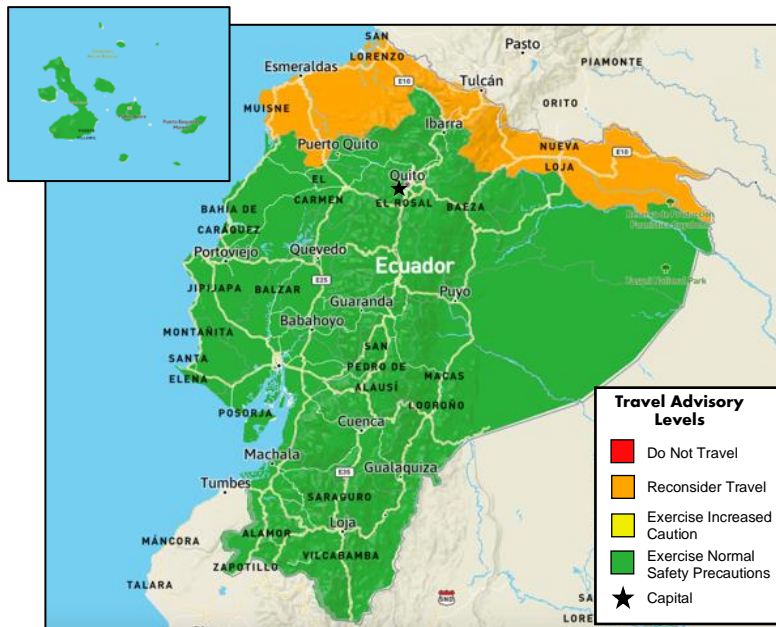 SAN
LORENZO
Pasto
PIAMONTE
Esmeraldas
E10
Tulcán
ORITO
MUISNE
Ibarra
NUEVA
E10
Puerto Quito
LOJA
EL
Quito
CARMEN
EL ROSAL
BAEZA
BAHÍA DE
CARÁQUEZ
Portoviejo
Quevedo
Ecuador
E25
JIPIJAPA
BALZAR
Guaranda
Puyo
Babahoyo
MONTAÑITA
SAN
SANTA
PEDRO DE
ELENA
ALAUSÍ
MACAS
POSORJA
LOGROÑO
Cuenca
Machala
E35
Gualaquiza
Tumbes
SARAGURO
Loja
ALAMOR
MÁNCORA
VILCABAMBA
ZAPOTILLO
TALARA
Travel Advisory
Levels
Do Not Travel
Reconsider Travel
Exercise Increased
Caution
Exercise Normal
Safety Precautions
Capital